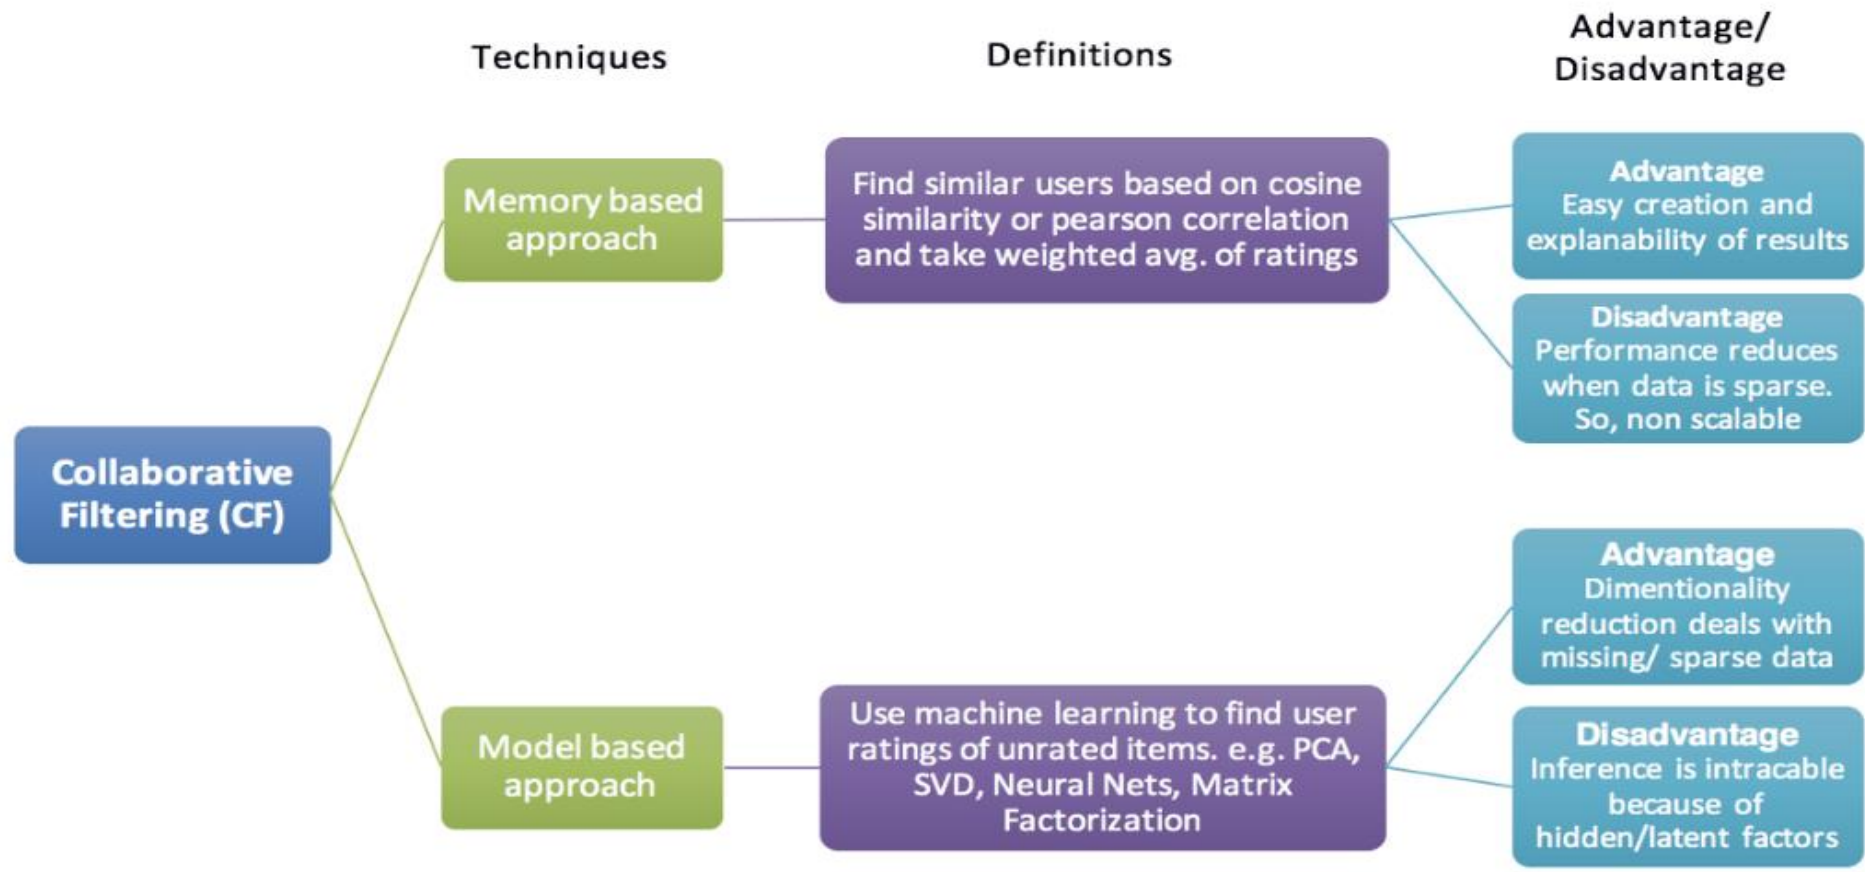 Techniques
Definitions
Advantage/
Disadvantage
Memory based
approach
Find similar users based on cosine
similarity or pearson correlation
and take weighted avg. of ratings
Advantage
Easy creation and
explanability of results
Disadvantage
Performance reduces
when data is sparse.
So, non scalable
Collaborative
Filtering (CF)
Model based
approach
Use machine learning to find user
ratings of unrated items. e.g. PCA,
SVD, Neural Nets, Matrix
Factorization
Advantage
Dimentionality
reduction deals with
missing/ sparse data
Disadvantage
Inference is intracable
because of
hidden/latent factors